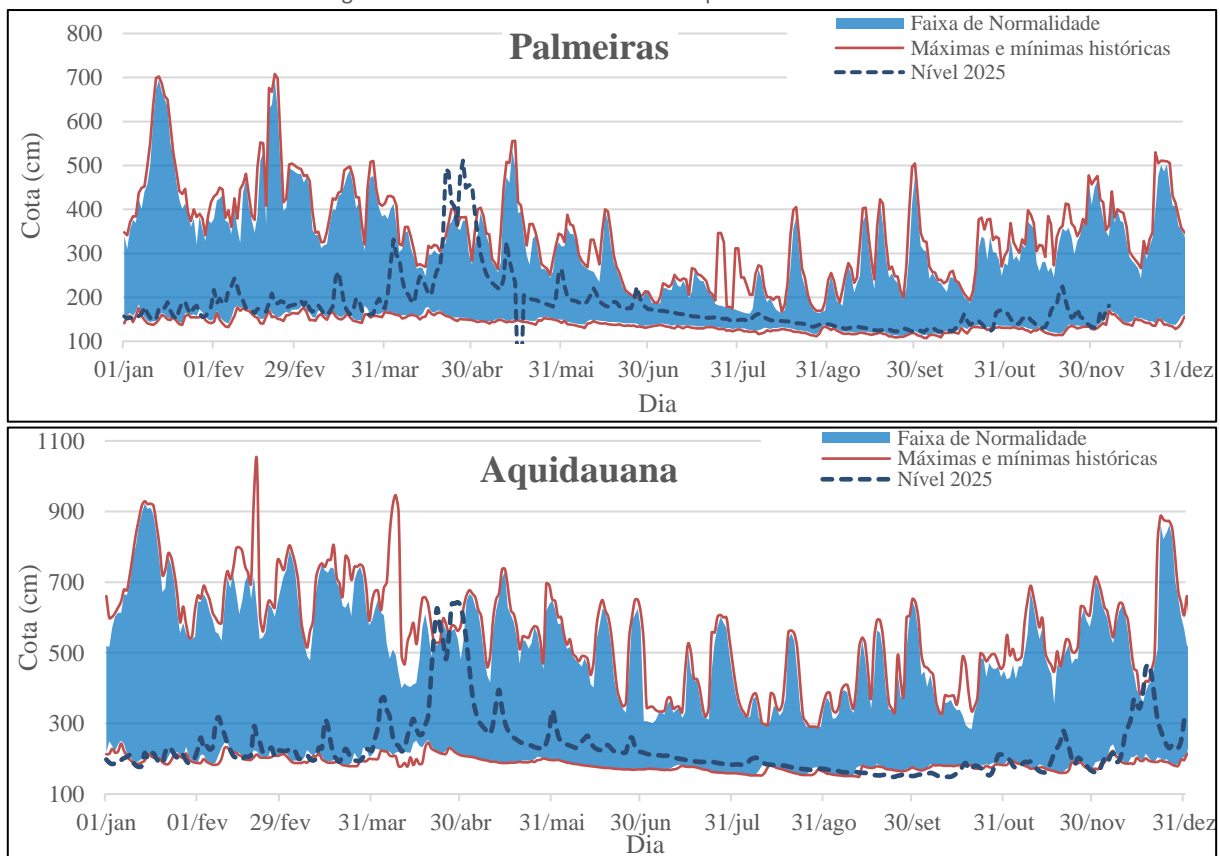 Palmeiras
Faixa de Normalidade
Máximas e mínimas históricas
Nível 2025
Cota (cm)
800
700
600
500
400
300
200
100
01/jan 01/fev 29/fev 31/mar 30/abr 31/mai 30/jun 31/jul 31/ago 30/set 31/out 30/nov 31/dez
Dia
Aquidauana
Faixa de Normalidade
Máximas e mínimas históricas
Nível 2025
Cota (cm)
1100
900
700
500
300
100
01/jan 01/fev 29/fev 31/mar 30/abr 31/mai 30/jun 31/jul 31/ago 30/set 31/out 30/nov 31/dez
Dia